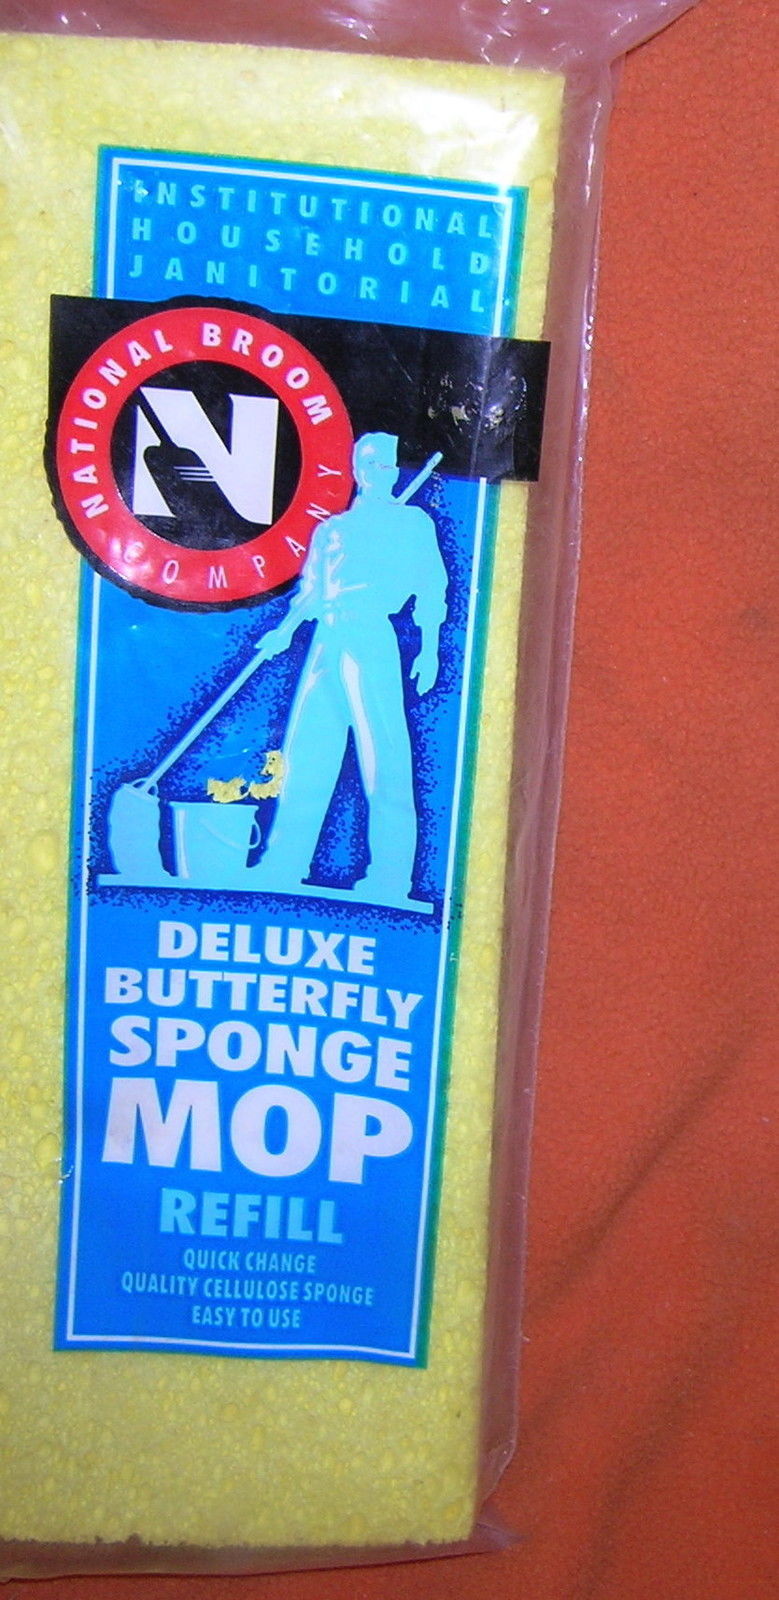 INSTITUTIONAL
HOUSEHOLD
JANITORIAL
NATIONAL BROOM
COMPANY
N
DELUXE
BUTTERFLY
SPONGE
MOP
REFILL
QUICK CHANGE
QUALITY CELLULOSE SPONGE
EASY TO USE